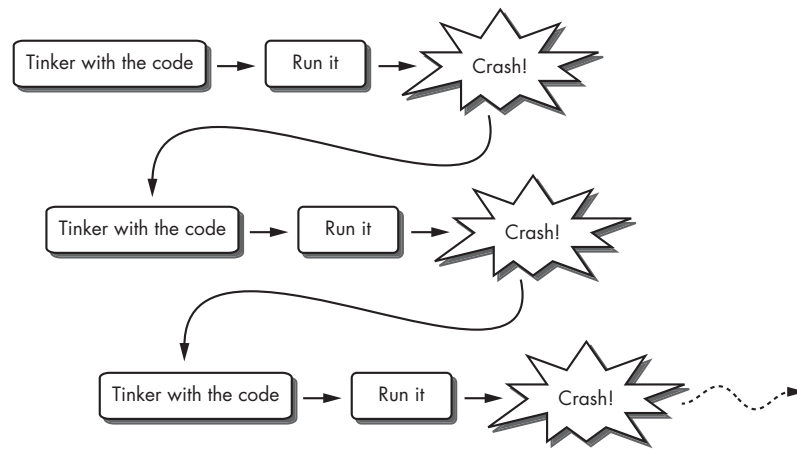 Tinker with the code
Run it
Crash!
Tinker with the code
Run it
Crash!
Tinker with the code
Run it
Crash!